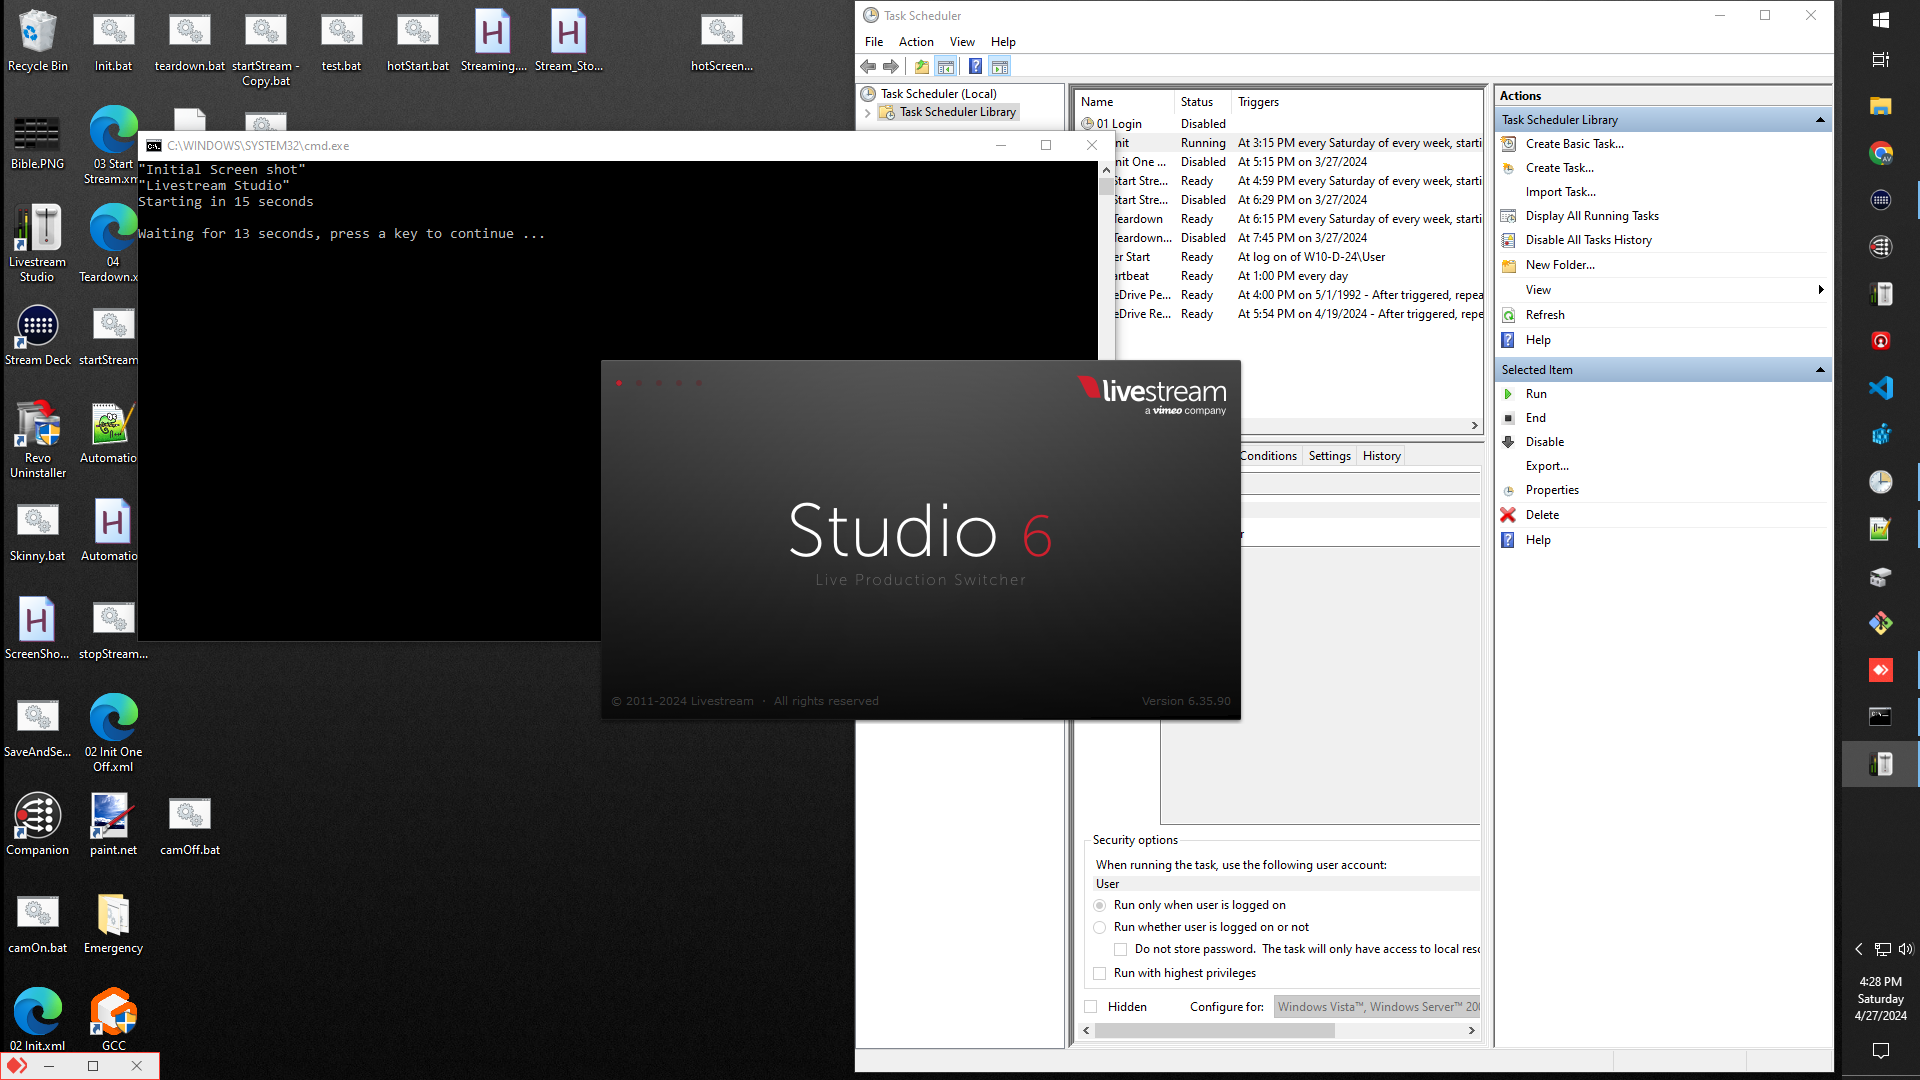 Recycle Bin
Init.bat
teardown.bat
startStream -
Copy.bat
test.bat
hotStart.bat
Streaming....
Stream_Sto...
hotScreen...
Bible.PNG
03 Start
Stream.xm
Livestream
Studio
04
Teardown.x
Stream Deck
startStream
Revo
Uninstaller
Automatio
Skinny.bat
Automatio
ScreenSho...
stopStream...
SaveAndSe...
02 Init One
Off.xml
Companion
paint.net
camOff.bat
camOn.bat
Emergency
02 Init.xml
GCC
C:\WINDOWS\SYSTEM32\cmd.exe
"Initial Screen shot"
"Livestream Studio"
Starting in 15 seconds
Waiting for 13 seconds, press a key to continue ...
livestream
a vimeo company
Studio 6
Live Production Switcher
© 2011-2024 Livestream · All rights reserved
Version 6.35.90
Task Scheduler
File Action View Help
Task Scheduler (Local)
Task Scheduler Library
Name Status Triggers
01 Login Disabled
nit Running At 3:15 PM every Saturday of every week, starti
nit One ... Disabled At 5:15 PM on 3/27/2024
Start Stre... Ready At 4:59 PM every Saturday of every week, starti
Start Stre... Disabled At 6:29 PM on 3/27/2024
Teardown Ready At 6:15 PM every Saturday of every week, starti
Teardown... Disabled At 7:45 PM on 3/27/2024
er Start Ready At log on of W10-D-24\User
artbeat Ready At 1:00 PM every day
eDrive Pe... Ready At 4:00 PM on 5/1/1992 - After triggered, repea
eDrive Re... Ready At 5:54 PM on 4/19/2024 - After triggered, repe
Conditions Settings History
r
Security options
When running the task, use the following user account:
User
Run only when user is logged on
Run whether user is logged on or not
Do not store password. The task will only have access to local resc
Run with highest privileges
Hidden
Configure for:
Windows Vista™, Windows Server™ 200
Actions
Task Scheduler Library
Create Basic Task...
Create Task...
Import Task...
Display All Running Tasks
Disable All Tasks History
New Folder...
View
Refresh
Help
Selected Item
Run
End
Disable
Export...
Properties
Delete
Help
4:28 PM
Saturday
4/27/2024